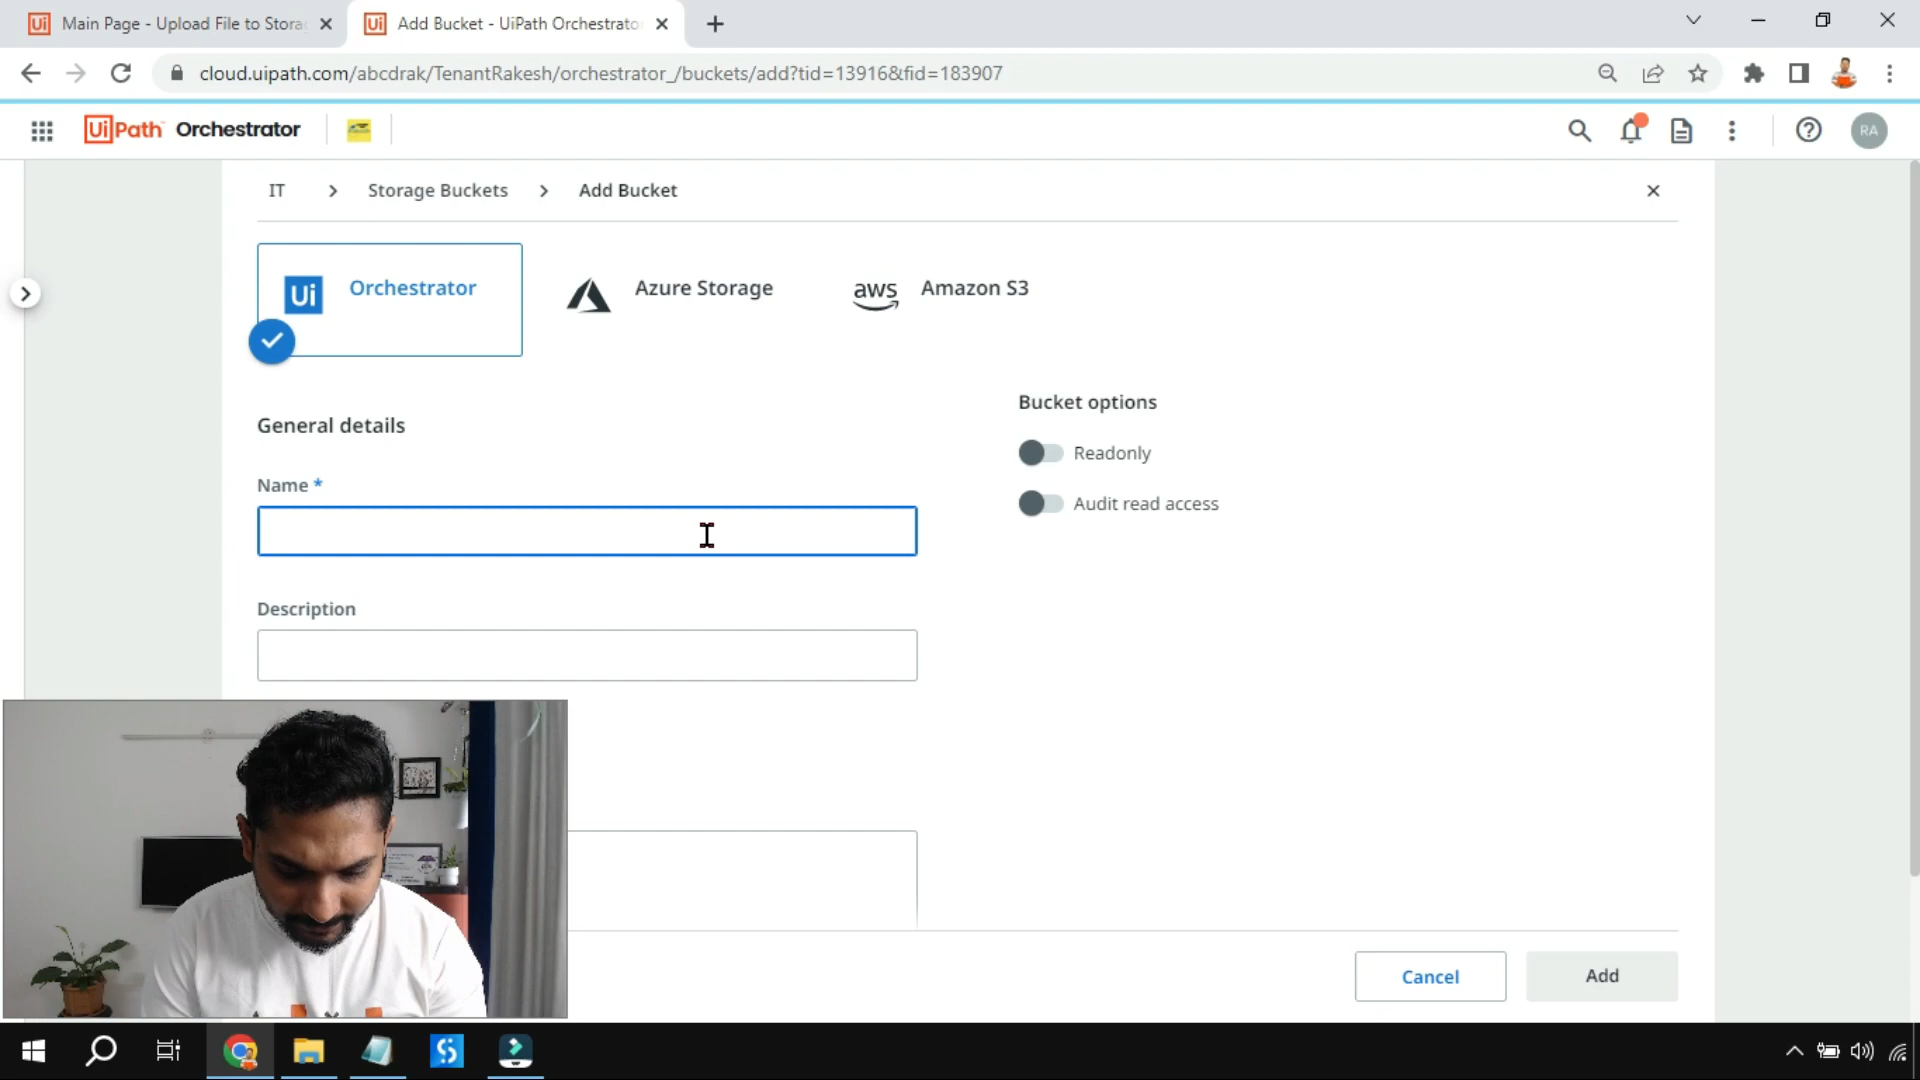 Main Page - Upload File to Stora
Add Bucket - UiPath Orchestrato
cloud.uipath.com/abcdrak/TenantRakesh/orchestrator_/buckets/add?tid=13916&fid=183907
UiPath Orchestrator
RA
IT > Storage Buckets > Add Bucket
Ui Orchestrator
Azure Storage
aws Amazon S3
Bucket options
General details
Readonly
Name *
Audit read access
Description
Cancel
Add